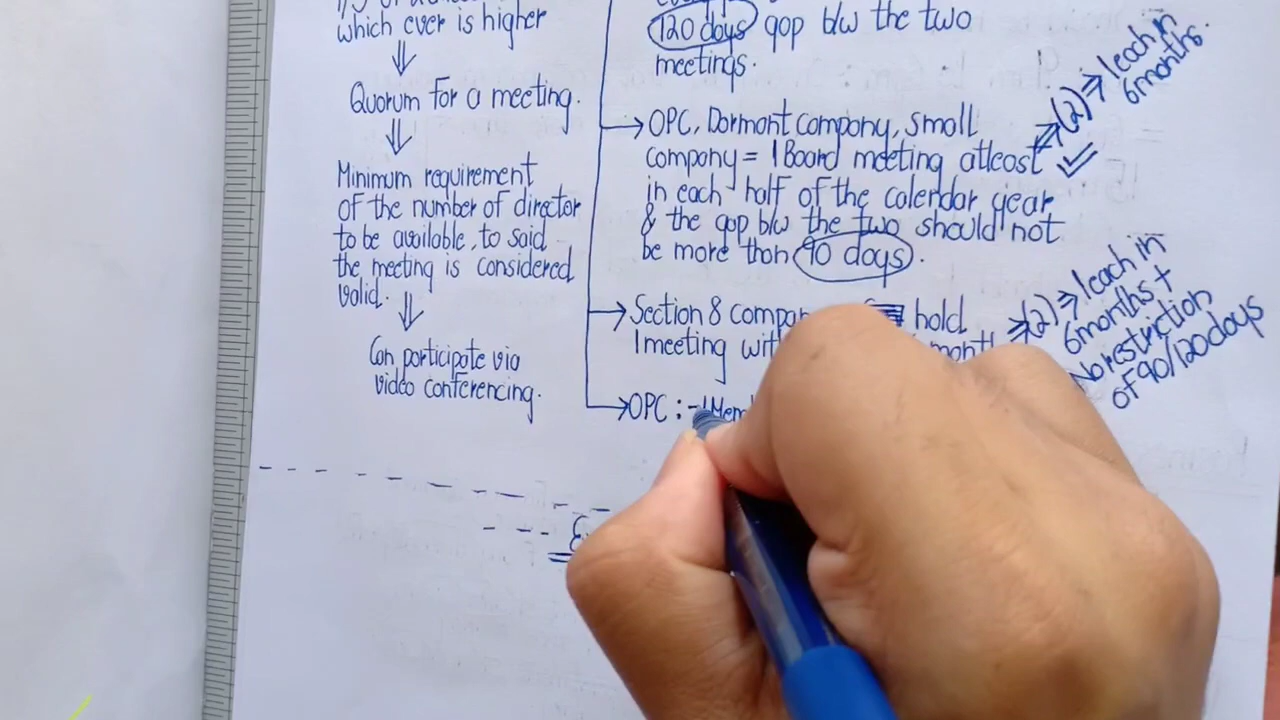 which ever is higher
Quorum for a meeting.
Minimum requirement
of the number of director
to be available, to said
the meeting is considered
valid.
Can participate via
video conferencing.
120 days gap b/w the two
meetings.
OPC, Dormant company, small
company = 1 Board meeting atleast
in each half of the calendar year
& the gap b/w the two should not
be more than 90 days.
(2) ⇒ 1 each in
6 months.
Section 8 hold
1 meeting
(2) ⇒ 1 each in
6 months +
No restriction
of 90/120 days
OPC :-